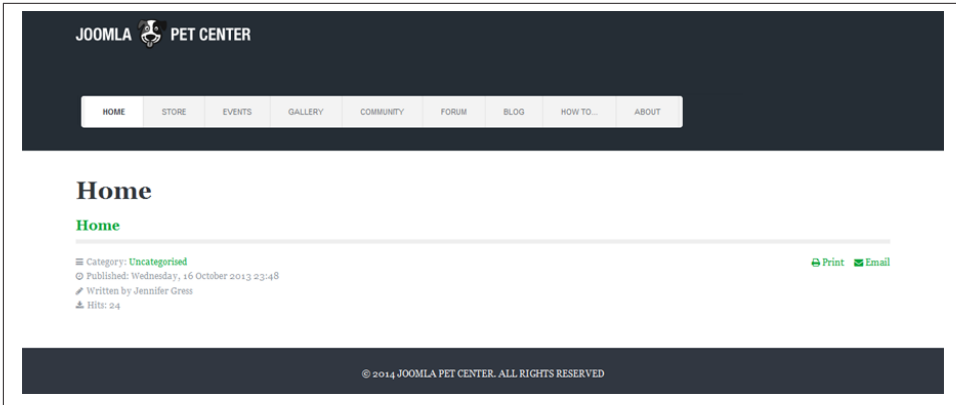 JOOMLA PET CENTER
HOME STORE EVENTS GALLERY COMMUNITY FORUM BLOG HOW TO... ABOUT
Home
Home
Category: Uncategorised Print Email
Published: Wednesday, 16 October 2013 23:48
Written by Jennifer Gress
Hits: 24
© 2014 JOOMLA PET CENTER. ALL RIGHTS RESERVED